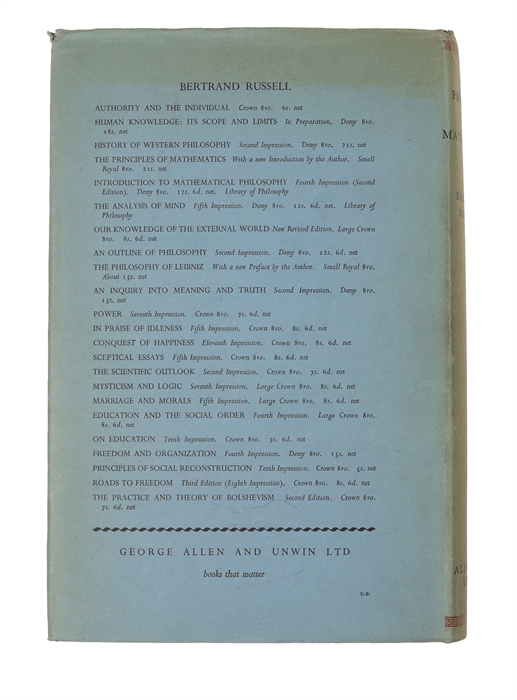 BERTRAND RUSSELL
AUTHORITY AND THE INDIVIDUAL Crown 8vo. 6s. net
HUMAN KNOWLEDGE: ITS SCOPE AND LIMITS In Preparation. Demy 8vo.
18s. net
HISTORY OF WESTERN PHILOSOPHY Second Impression. Demy 8vo. 21s. net
THE PRINCIPLES OF MATHEMATICS With a new Introduction by the Author. Small
Royal 8vo. 21s. net
INTRODUCTION TO MATHEMATICAL PHILOSOPHY Fourth Impression (Second
Edition). Demy 8vo. 12s. 6d. net. Library of Philosophy
THE ANALYSIS OF MIND Fifth Impression. Demy 8vo. 12s. 6d. net. Library of
Philosophy
OUR KNOWLEDGE OF THE EXTERNAL WORLD New Revised Edition. Large Crown
8vo. 8s. 6d. net
AN OUTLINE OF PHILOSOPHY Second Impression. Demy 8vo. 12s. 6d. net
THE PHILOSOPHY OF LEIBNIZ With a new Preface by the Author. Small Royal 8vo.
About 15s. net
AN INQUIRY INTO MEANING AND TRUTH Second Impression. Demy 8vo.
15s. net
POWER Seventh Impression. Crown 8vo. 7s. 6d. net
IN PRAISE OF IDLENESS Fifth Impression. Crown 8vo. 8s. 6d. net
CONQUEST OF HAPPINESS Eleventh Impression. Crown 8vo. 8s. 6d. net
SCEPTICAL ESSAYS Fifth Impression. Crown 8vo. 8s. 6d. net
THE SCIENTIFIC OUTLOOK Second Impression. Crown 8vo. 7s. 6d. net
MYSTICISM AND LOGIC Seventh Impression. Large Crown 8vo. 8s. 6d. net
MARRIAGE AND MORALS Fifth Impression. Large Crown 8vo. 8s. 6d. net
EDUCATION AND THE SOCIAL ORDER Fourth Impression. Large Crown 8vo.
8s. 6d. net
ON EDUCATION Tenth Impression. Crown 8vo. 7s. 6d. net
FREEDOM AND ORGANIZATION Fourth Impression. Demy 8vo. 15s. net
PRINCIPLES OF SOCIAL RECONSTRUCTION Tenth Impression. Crown 8vo. 5s. net
ROADS TO FREEDOM Third Edition (Eighth Impression). Crown 8vo. 8s. 6d. net
THE PRACTICE AND THEORY OF BOLSHEVISM Second Edition. Crown 8vo.
7s. 6d. net
GEORGE ALLEN AND UNWIN LTD
books that matter
U.B.